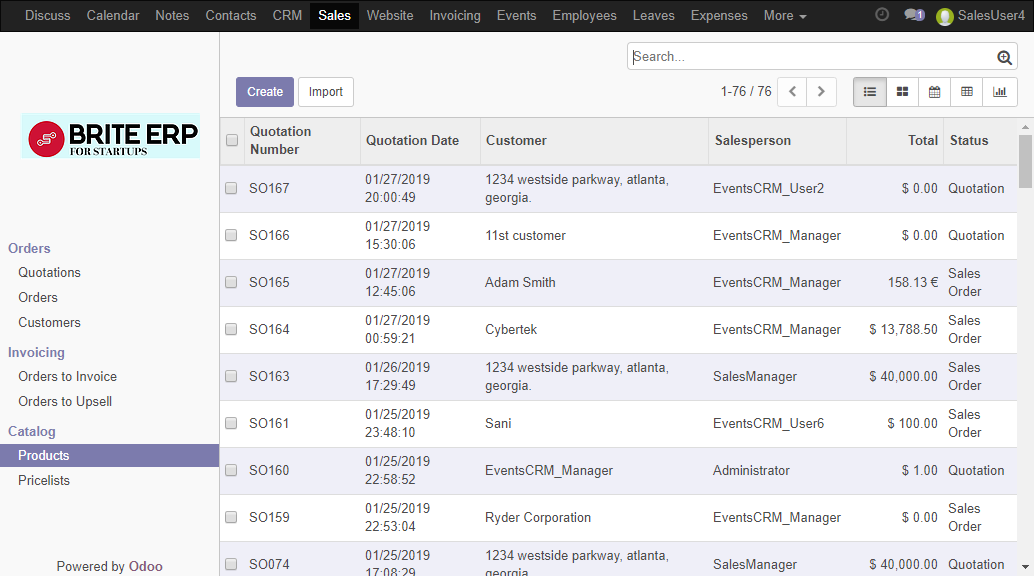 Discuss Calendar Notes Contacts CRM Sales Website Invoicing Events Employees Leaves Expenses More 1 SalesUser4
Search...
Create Import 1-76 / 76
BRITE ERP
FOR STARTUPS
Orders
Quotations
Orders
Customers
Invoicing
Orders to Invoice
Orders to Upsell
Catalog
Products
Pricelists
Powered by Odoo
Quotation Number Quotation Date Customer Salesperson Total Status
SO167 01/27/2019 20:00:49 1234 westside parkway, atlanta, georgia. EventsCRM_User2 $ 0.00 Quotation
SO166 01/27/2019 15:30:06 11st customer EventsCRM_Manager $ 0.00 Quotation
SO165 01/27/2019 12:45:06 Adam Smith EventsCRM_Manager 158.13 € Sales Order
SO164 01/27/2019 00:59:21 Cybertek EventsCRM_Manager $ 13,788.50 Sales Order
SO163 01/26/2019 17:29:49 1234 westside parkway, atlanta, georgia. SalesManager $ 40,000.00 Sales Order
SO161 01/25/2019 23:48:10 Sani EventsCRM_User6 $ 100.00 Sales Order
SO160 01/25/2019 22:58:52 EventsCRM_Manager Administrator $ 1.00 Quotation
SO159 01/25/2019 22:53:04 Ryder Corporation EventsCRM_Manager $ 0.00 Sales Order
SO074 01/25/2019 17:08:29 1234 westside parkway, atlanta, georgia. SalesManager $ 40,000.00 Quotation